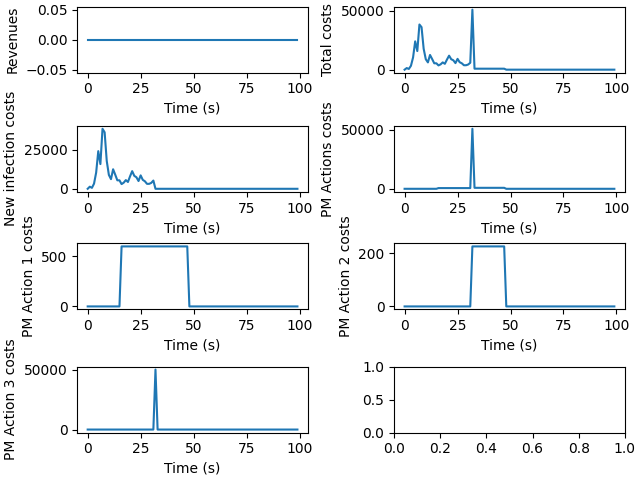 Revenues
0.05
0.00
−0.05
0 25 50 75 100
Time (s)
Total costs
50000
0
0 25 50 75 100
Time (s)
New infection costs
25000
0
0 25 50 75 100
Time (s)
PM Actions costs
50000
0
0 25 50 75 100
Time (s)
PM Action 1 costs
500
0
0 25 50 75 100
Time (s)
PM Action 2 costs
200
0
0 25 50 75 100
Time (s)
PM Action 3 costs
50000
0
0 25 50 75 100
Time (s)
1.0
0.5
0.0
0.0 0.2 0.4 0.6 0.8 1.0